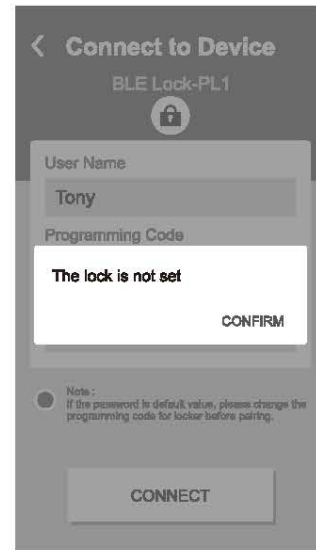 Connect to Device
BLE Lock-PL1
User Name
Tony
Programming Code
The lock is not set
CONFIRM
Note :
If the password is default value, please change the
programming code for locker before pairing.
CONNECT